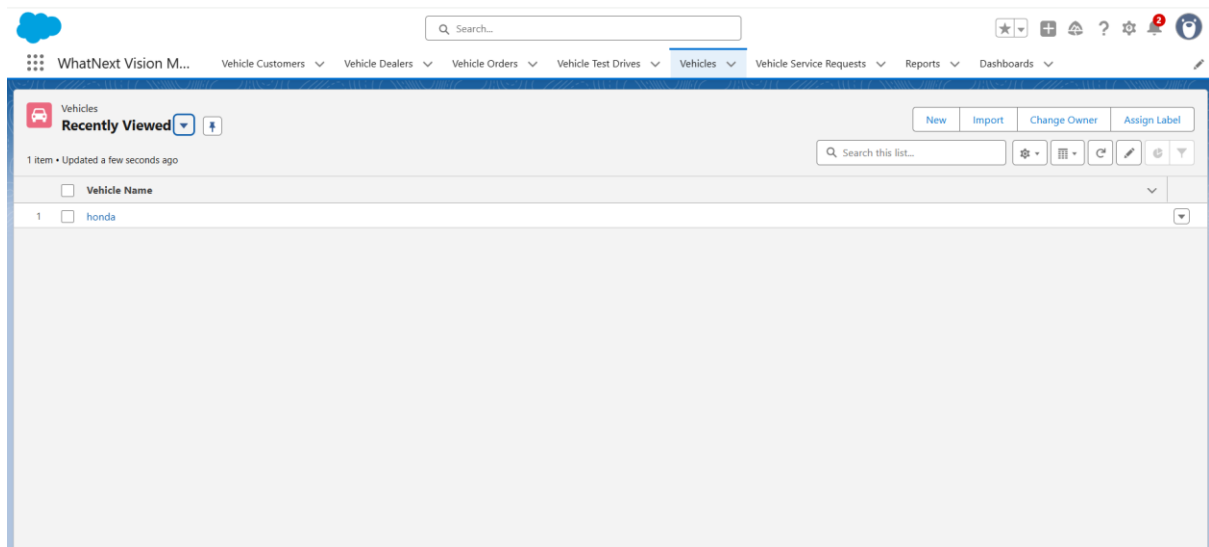 Search...
2
WhatNext Vision M... Vehicle Customers Vehicle Dealers Vehicle Orders Vehicle Test Drives Vehicles Vehicle Service Requests Reports Dashboards
Vehicles
Recently Viewed
New Import Change Owner Assign Label
1 item • Updated a few seconds ago
Search this list...
Vehicle Name
1 honda